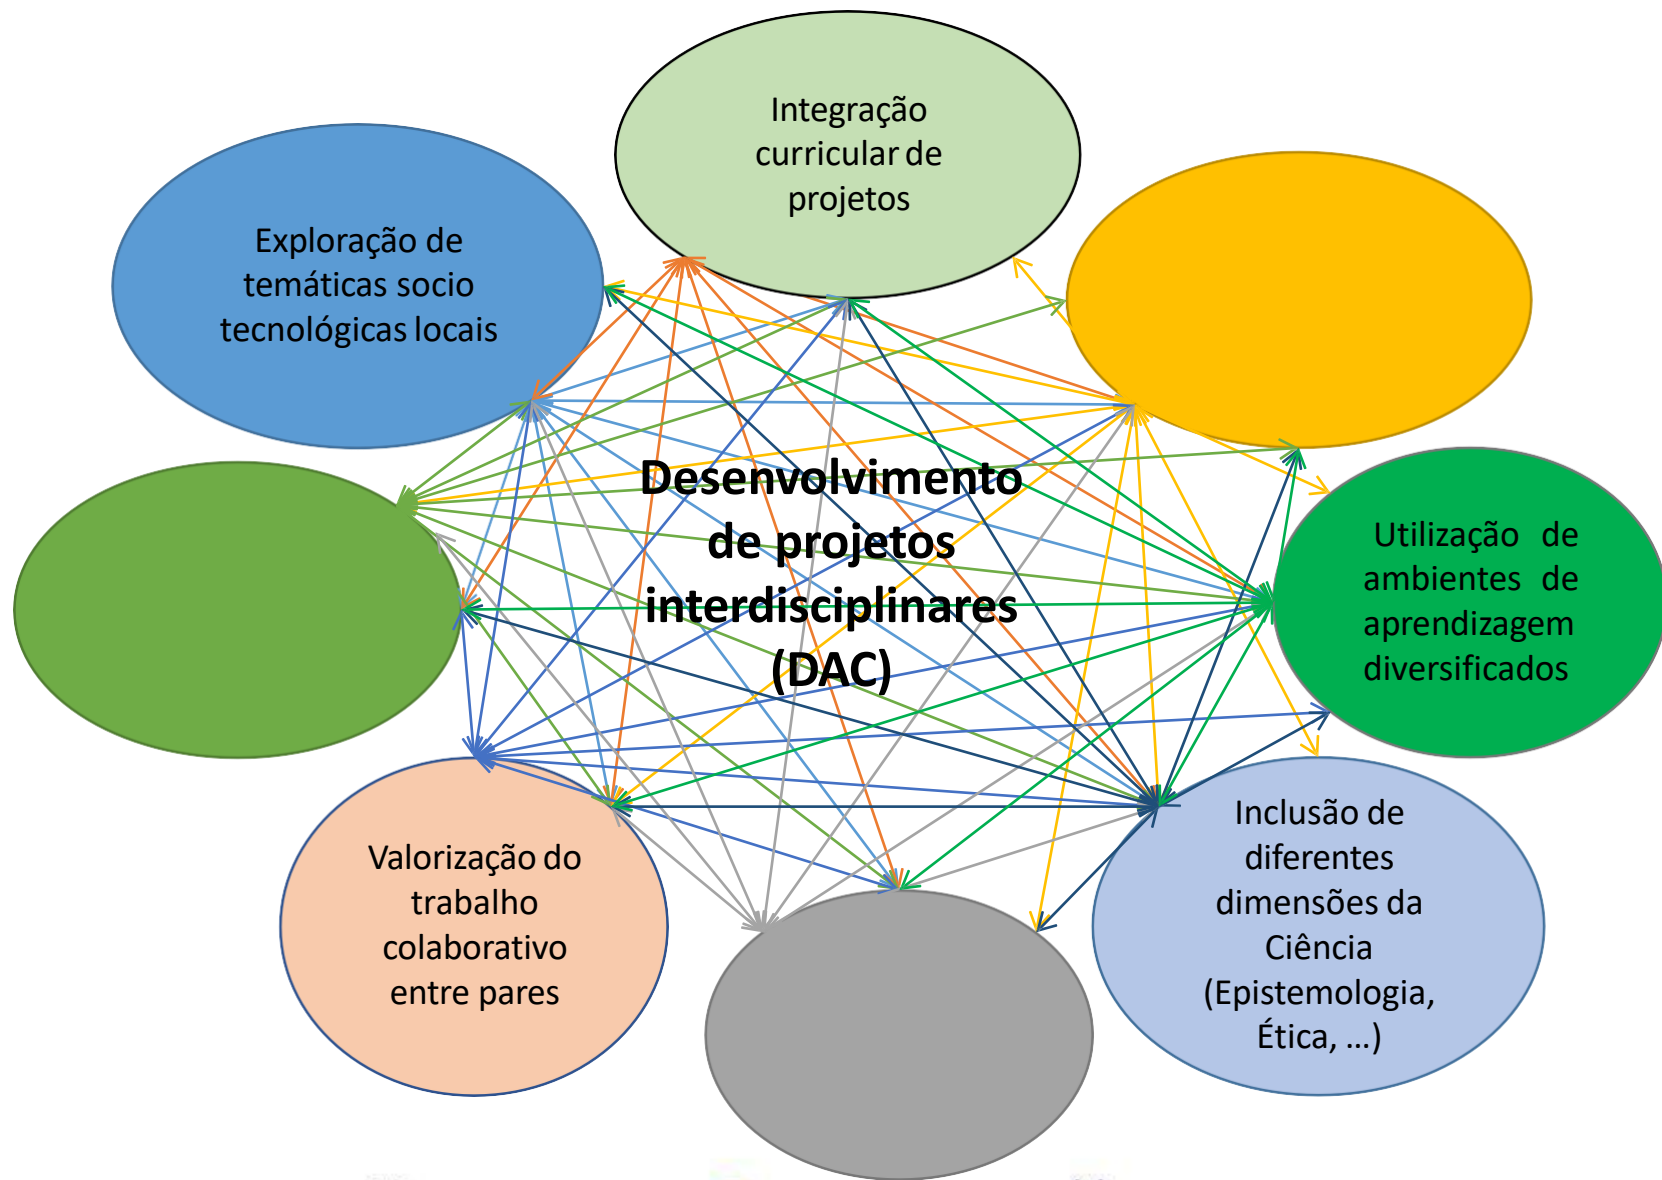 Integração
curricular de
projetos
Exploração de
temáticas socio
tecnológicas locais
Desenvolvimento
de projetos
interdisciplinares
(DAC)
Utilização de
ambientes de
aprendizagem
diversificados
Valorização do
trabalho
colaborativo
entre pares
Inclusão de
diferentes
dimensões da
Ciência
(Epistemologia,
Ética, …)